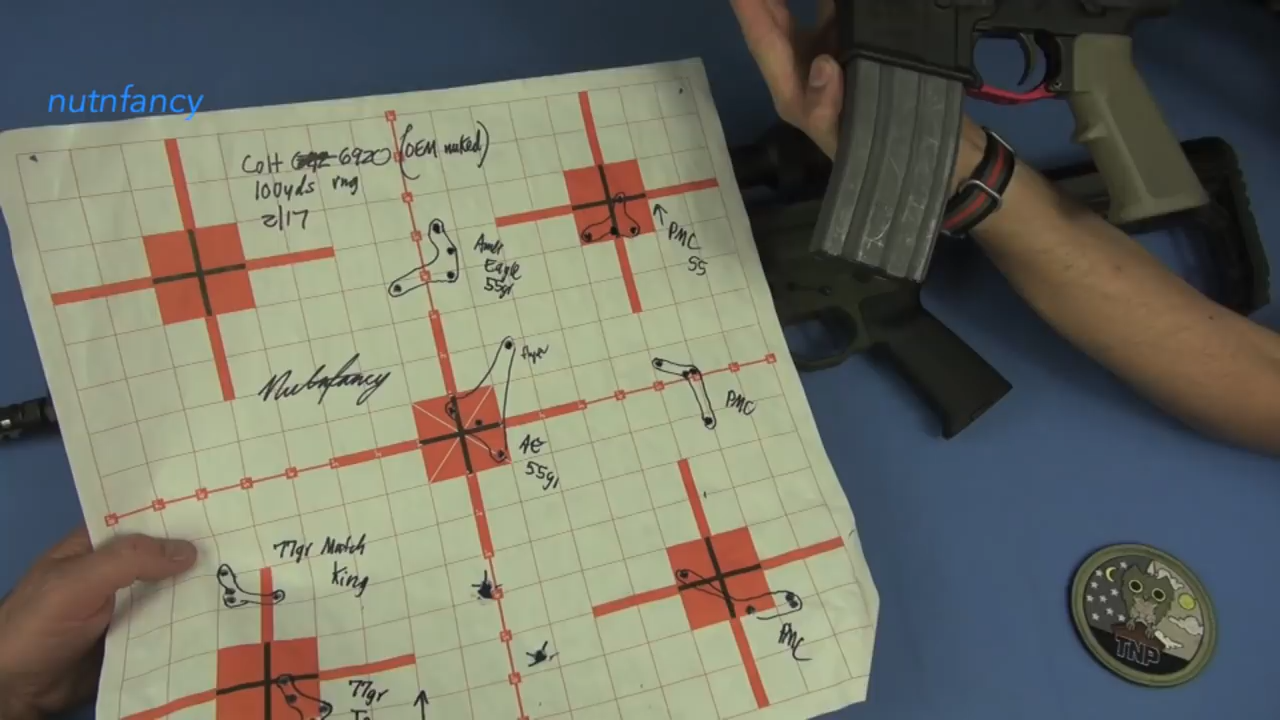 nutnfancy
Colt 6920 (OEM nuked)
100yds rng
2/17
Amer
Eagle
55gr
PMC
55
Nutnfancy
flyer
PMC
AE
55gr
77gr Match
King
PMC
77gr
TNP